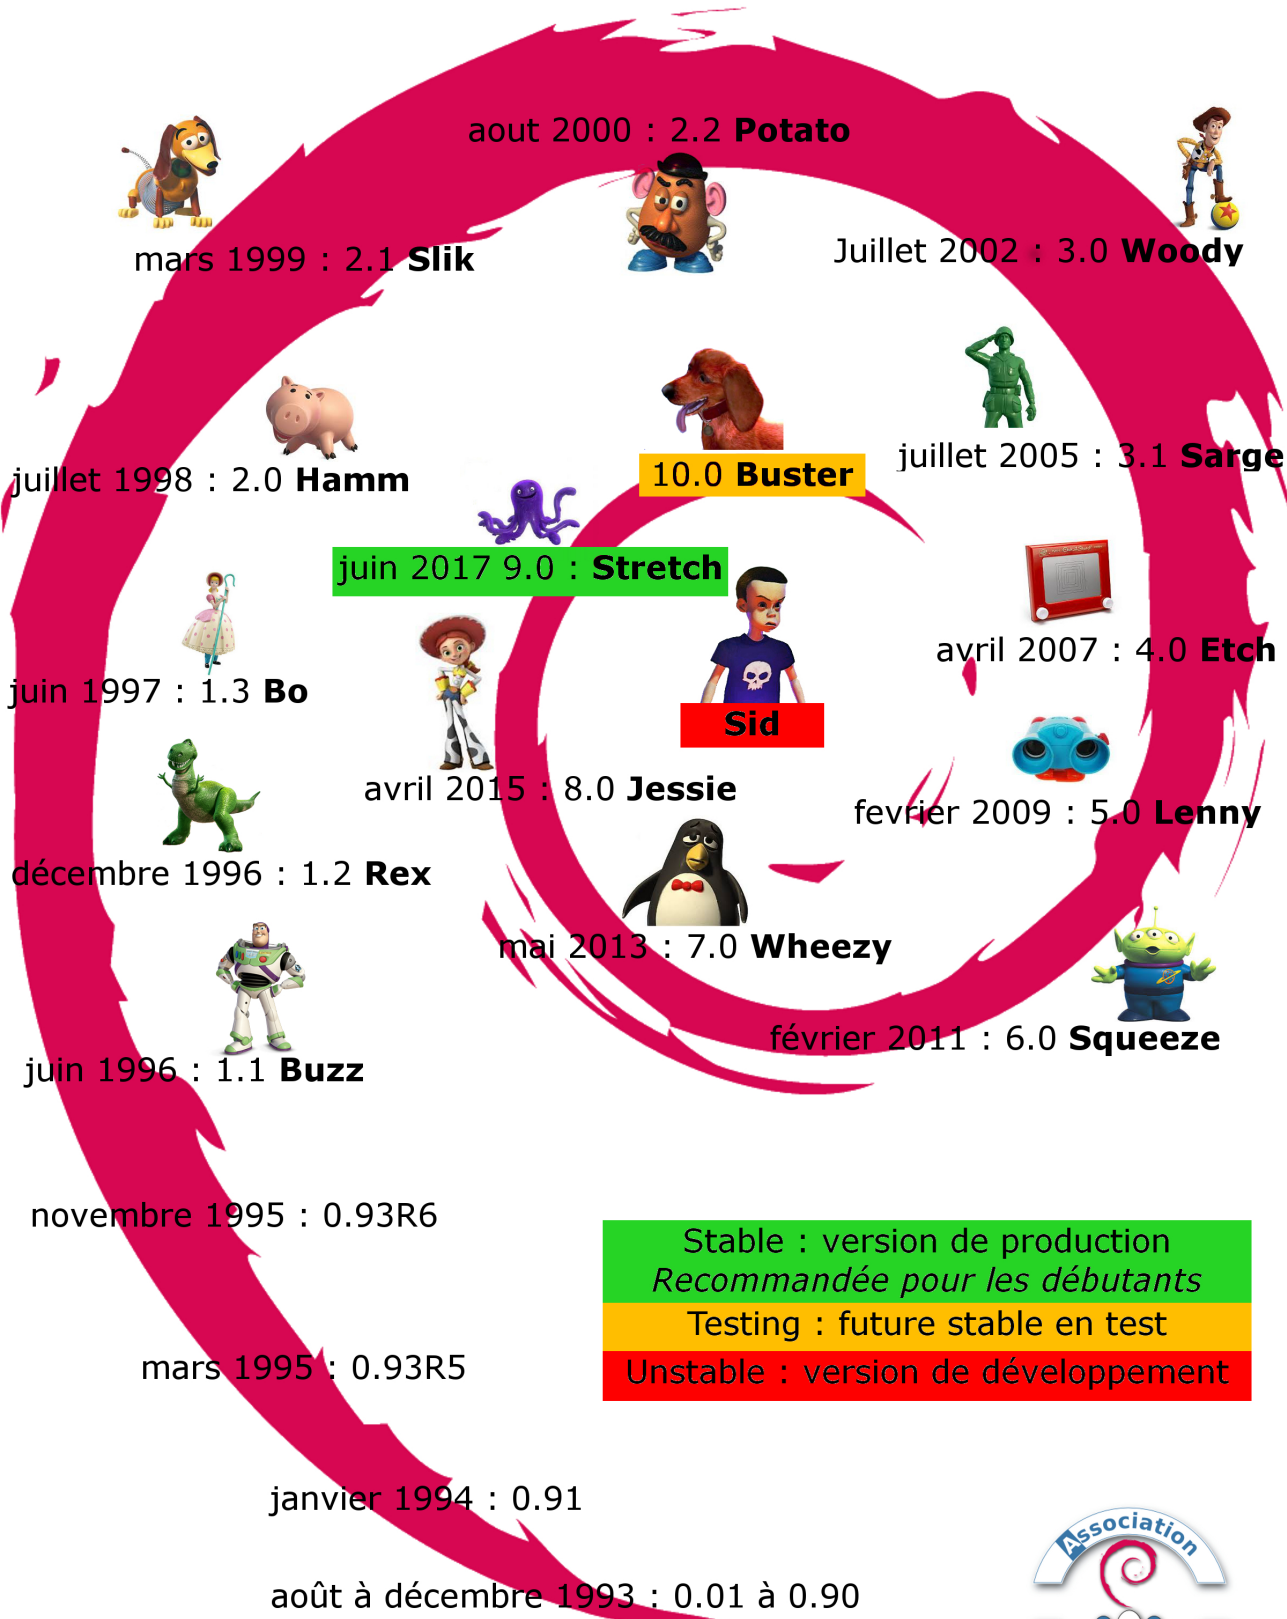 aout 2000 : 2.2 Potato
mars 1999 : 2.1 Slik
Juillet 2002 : 3.0 Woody
juillet 1998 : 2.0 Hamm
10.0 Buster
juillet 2005 : 3.1 Sarge
juin 2017 9.0 : Stretch
avril 2007 : 4.0 Etch
juin 1997 : 1.3 Bo
Sid
avril 2015 : 8.0 Jessie
fevrier 2009 : 5.0 Lenny
décembre 1996 : 1.2 Rex
mai 2013 : 7.0 Wheezy
février 2011 : 6.0 Squeeze
juin 1996 : 1.1 Buzz
novembre 1995 : 0.93R6
Stable : version de production
Recommandée pour les débutants
Testing : future stable en test
Unstable : version de développement
mars 1995 : 0.93R5
janvier 1994 : 0.91
Association
août à décembre 1993 : 0.01 à 0.90